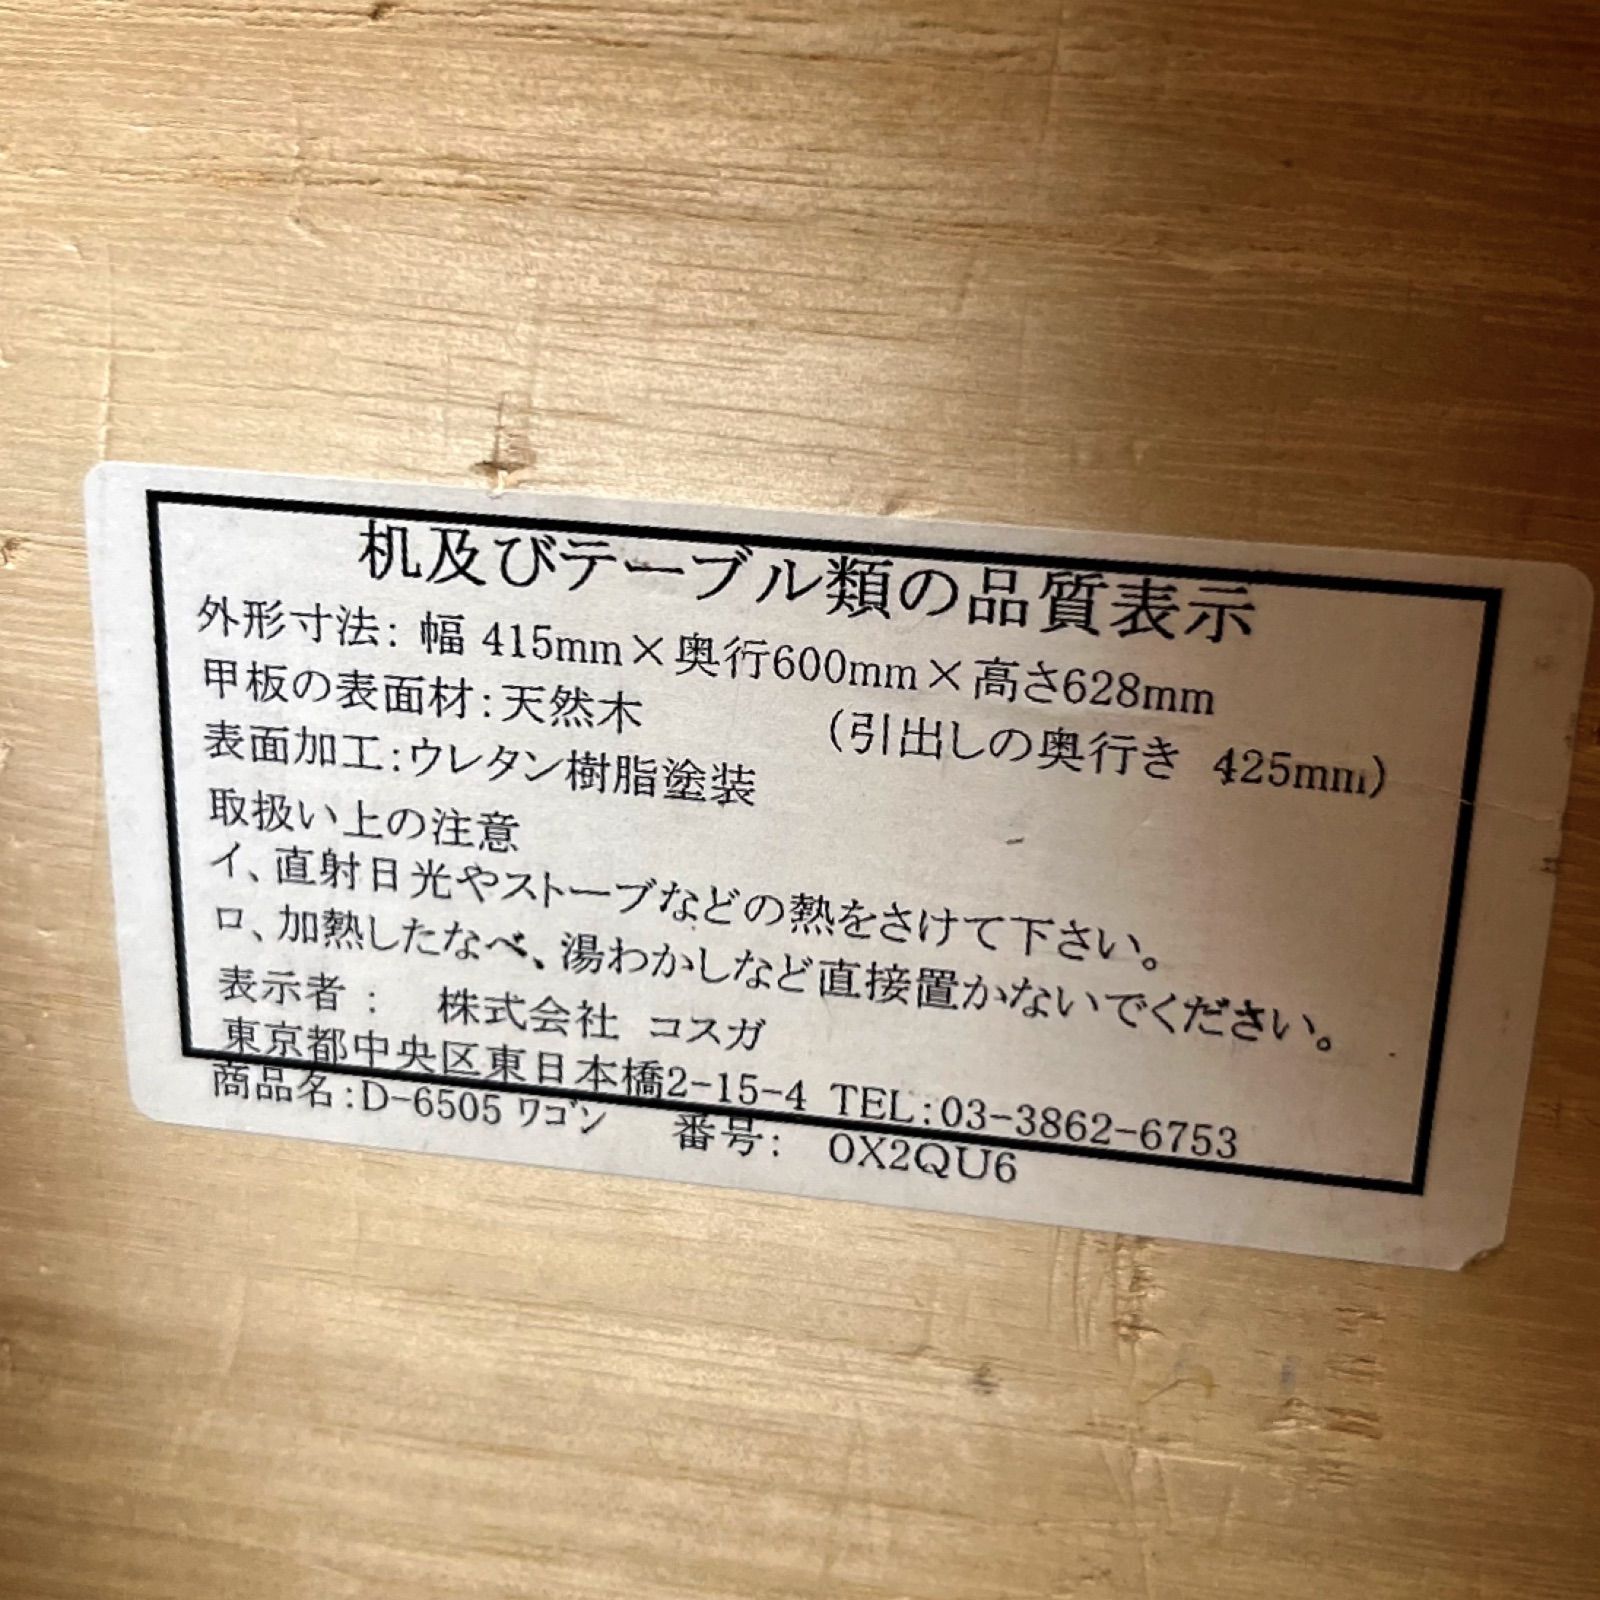 机及びテーブル類の品質表示
外形寸法: 幅 415mm×奥行600mm×高さ628mm
甲板の表面材:天然木 (引出しの奥行き 425mm)
表面加工:ウレタン樹脂塗装
取扱い上の注意
イ、直射日光やストーブなどの熱をさけて下さい。
ロ、加熱したなべ、湯わかしなど直接置かないでください。
表示者: 株式会社 コスガ
東京都中央区東日本橋2-15-4 TEL:03-3862-6753
商品名:D-6505 ワゴン 番号: 0X2QU6